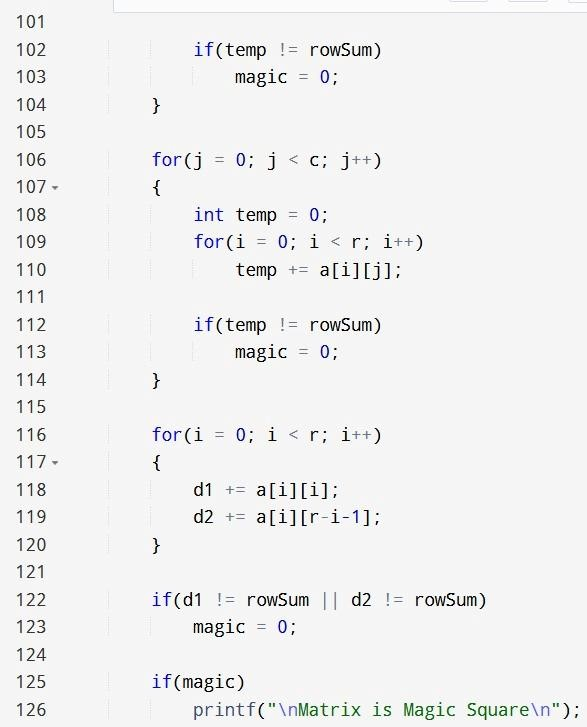 101
102 if(temp != rowSum)
103 magic = 0;
104 }
105
106 for(j = 0; j < c; j++)
107 {
108 int temp = 0;
109 for(i = 0; i < r; i++)
110 temp += a[i][j];
111
112 if(temp != rowSum)
113 magic = 0;
114 }
115
116 for(i = 0; i < r; i++)
117 {
118 d1 += a[i][i];
119 d2 += a[i][r-i-1];
120 }
121
122 if(d1 != rowSum || d2 != rowSum)
123 magic = 0;
124
125 if(magic)
126 printf("\nMatrix is Magic Square\n");